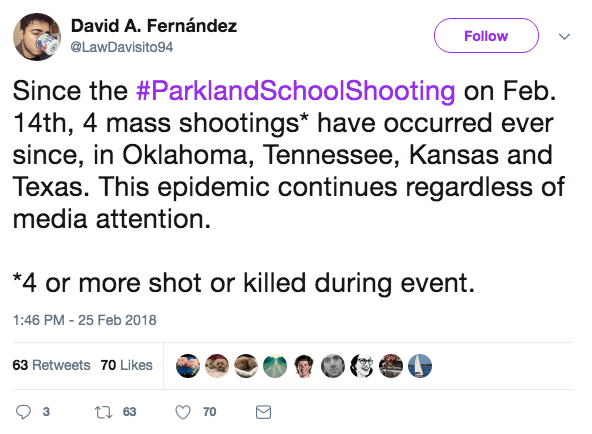 David A. Fernández
@LawDavisito94
Follow
Since the #ParklandSchoolShooting on Feb.
14th, 4 mass shootings* have occurred ever
since, in Oklahoma, Tennessee, Kansas and
Texas. This epidemic continues regardless of
media attention.
*4 or more shot or killed during event.
1:46 PM - 25 Feb 2018
63 Retweets 70 Likes
3 63 70